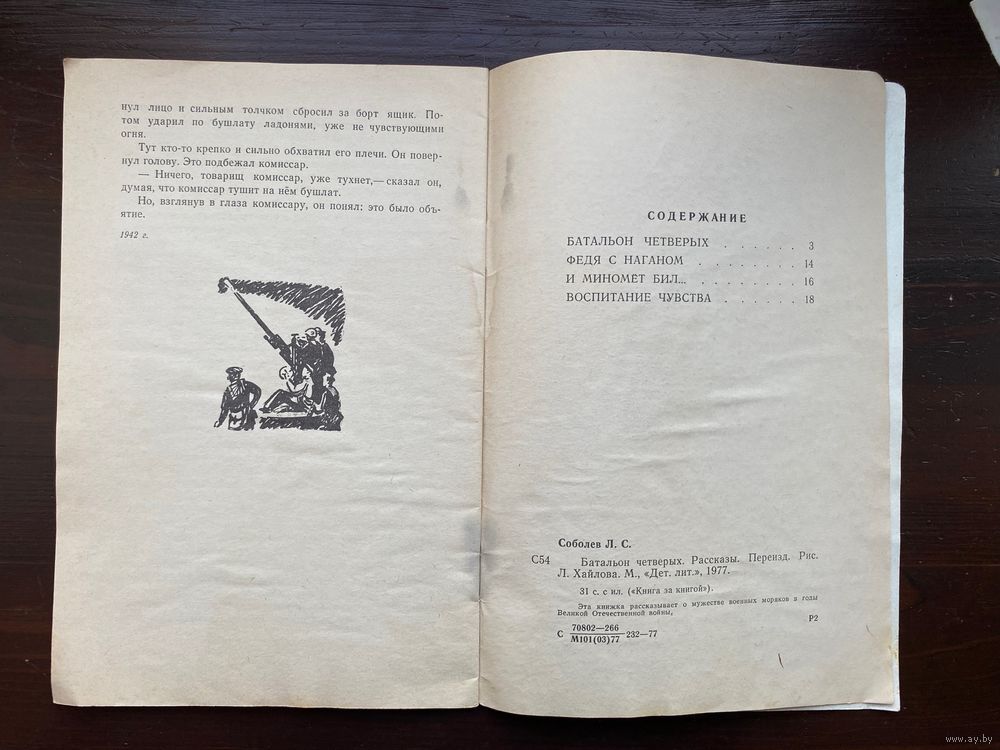 нул лицо и сильным толчком сбросил за борт ящик. По-
том ударил по бушлату ладонями, уже не чувствующими
огня.
Тут кто-то крепко и сильно обхватил его плечи. Он повер-
нул голову. Это подбежал комиссар.
— Ничего, товарищ комиссар, уже тухнет,— сказал он,
думая, что комиссар тушит на нём бушлат.
Но, взглянув в глаза комиссару, он понял: это было объ-
ятие.
1942 г.
СОДЕРЖАНИЕ
БАТАЛЬОН ЧЕТВЕРЫХ . . . . . . 3
ФЕДЯ С НАГАНОМ . . . . . . . . 14
И МИНОМЕТ БИЛ... . . . . . . . . 16
ВОСПИТАНИЕ ЧУВСТВА . . . . . . 18
Соболев Л. С.
С54 Батальон четверых. Рассказы. Переизд. Рис.
Л. Хайлова. М., «Дет. лит.», 1977.
31 с. с ил. («Книга за книгой»).
Эта книжка рассказывает о мужестве военных моряков в годы
Великой Отечественной войны,
Р2
С 70802—266
М101(03)77 232—77
www.ay.by